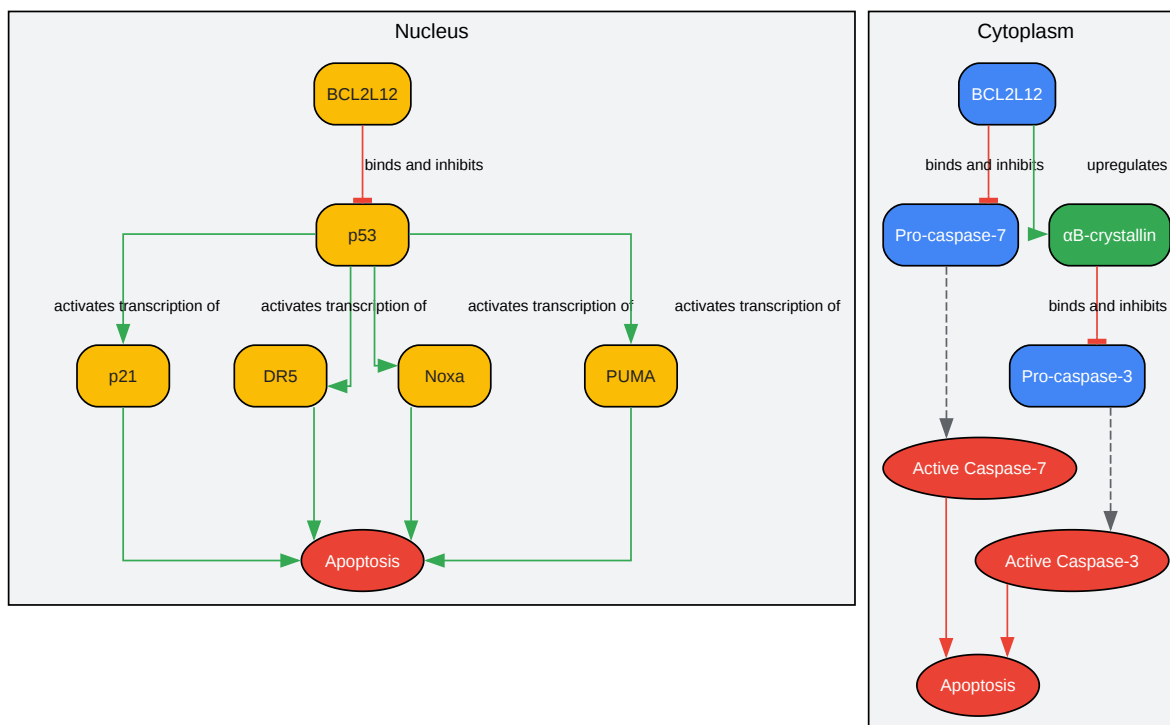 Nucleus
BCL2L12
binds and inhibits
p53
activates transcription of
activates transcription of
activates transcription of
activates transcription of
p21
DR5
Noxa
PUMA
Apoptosis
Cytoplasm
BCL2L12
binds and inhibits
upregulates
Pro-caspase-7
αB-crystallin
binds and inhibits
Pro-caspase-3
Active Caspase-7
Active Caspase-3
Apoptosis